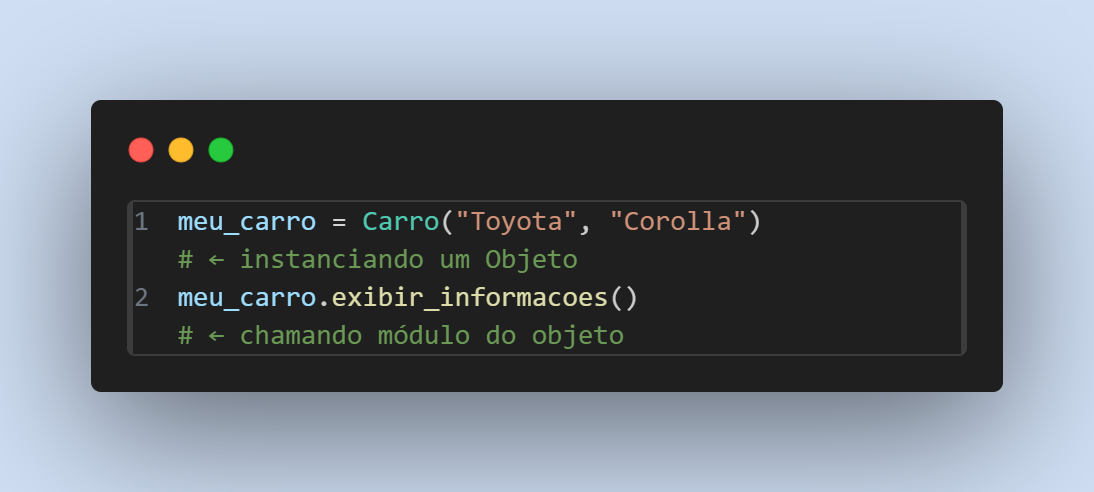 1 meu_carro = Carro("Toyota", "Corolla")
# ← instanciando um Objeto
2 meu_carro.exibir_informacoes()
# ← chamando módulo do objeto